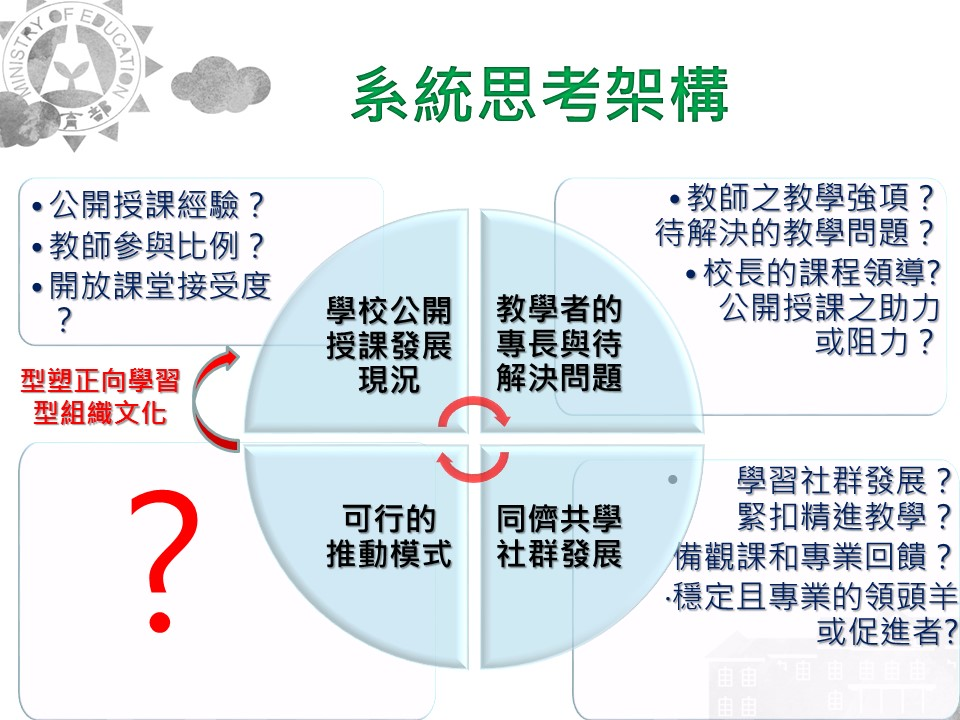 MINISTRY OF EDUCATION
育部
系統思考架構
• 公開授課經驗？
• 教師參與比例？
• 開放課堂接受度
？
• 教師之教學強項？
待解決的教學問題？
• 校長的課程領導?
公開授課之助力
或阻力？
學校公開
授課發展
現況
教學者的
專長與待
解決問題
型塑正向學習
型組織文化
?
可行的
推動模式
同儕共學
社群發展
• 學習社群發展？
緊扣精進教學？
備觀課和專業回饋？
·穩定且專業的領頭羊
或促進者?